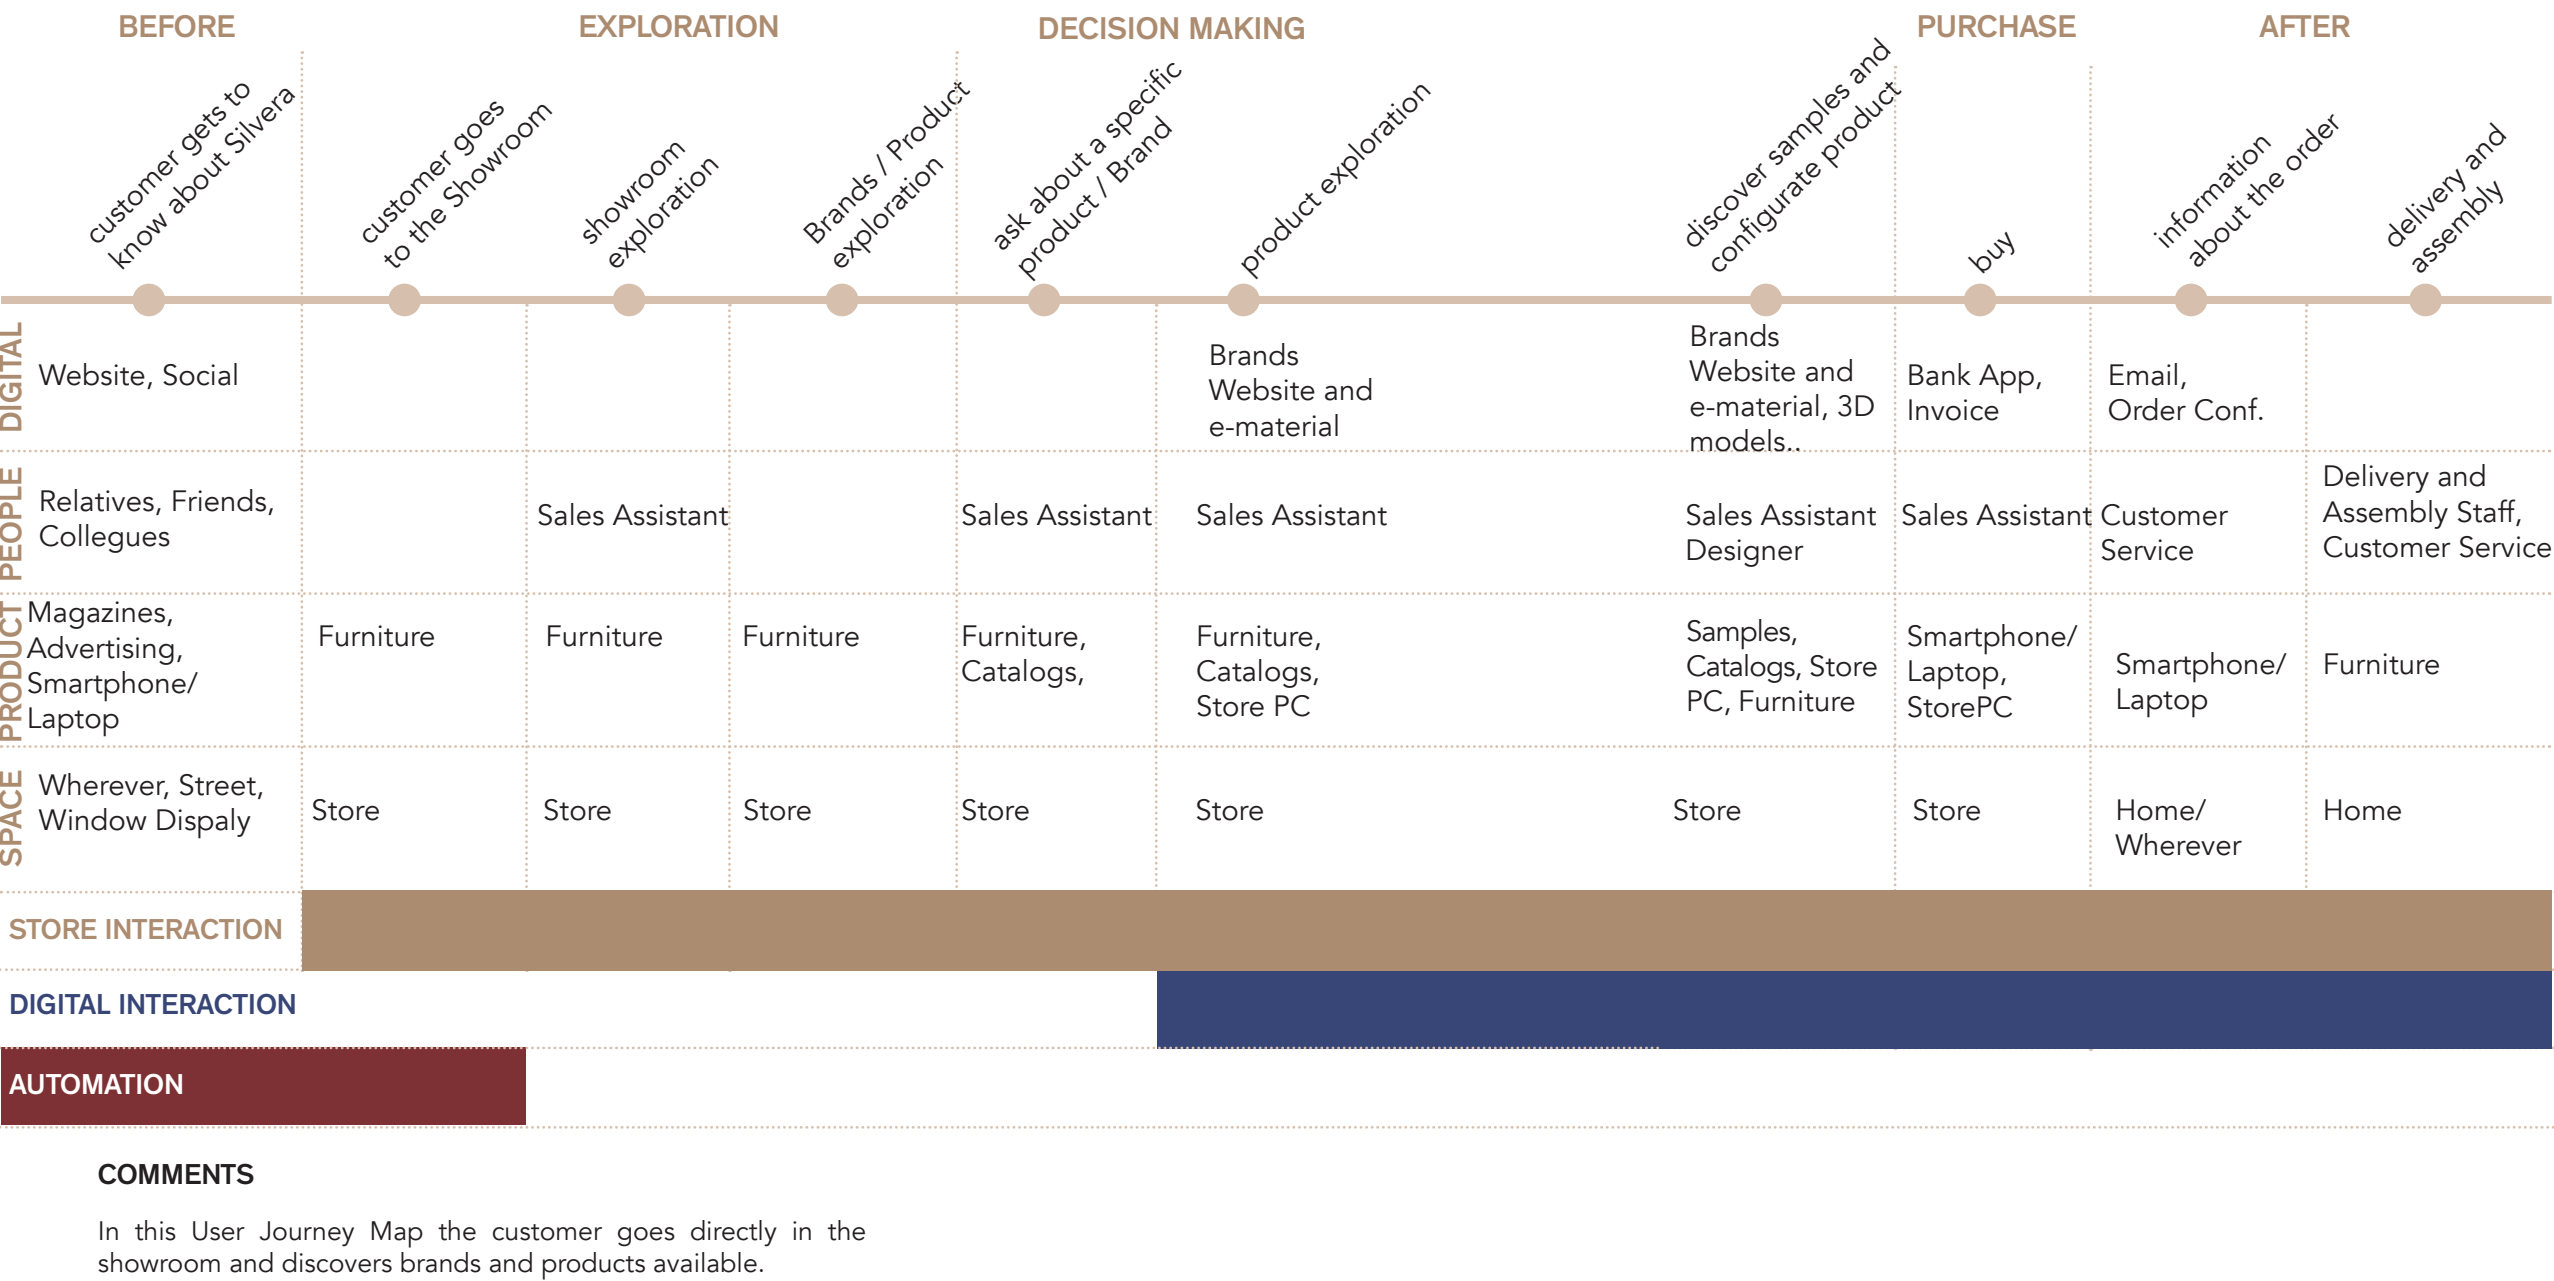 BEFORE
EXPLORATION
DECISION MAKING
PURCHASE
AFTER
customer gets to
know about Silvera
customer goes
to the Showroom
showroom
exploration
Brands / Product
exploration
ask about a specific
product / Brand
product exploration
discover samples and
configurate product
buy
information
about the order
delivery and
assembly
DIGITAL
Website, Social
Brands
Website and
e-material
Brands
Website and
e-material, 3D
models..
Bank App,
Invoice
Email,
Order Conf.
PEOPLE
Relatives, Friends,
Collegues
Sales Assistant
Sales Assistant
Sales Assistant
Sales Assistant
Designer
Sales Assistant
Customer
Service
Delivery and
Assembly Staff,
Customer Service
PRODUCT
Magazines,
Advertising,
Smartphone/
Laptop
Furniture
Furniture
Furniture
Furniture,
Catalogs,
Furniture,
Catalogs,
Store PC
Samples,
Catalogs, Store
PC, Furniture
Smartphone/
Laptop,
StorePC
Smartphone/
Laptop
Furniture
SPACE
Wherever, Street,
Window Dispaly
Store
Store
Store
Store
Store
Store
Store
Home/
Wherever
Home
STORE INTERACTION
DIGITAL INTERACTION
AUTOMATION
COMMENTS
In this User Journey Map the customer goes directly in the
showroom and discovers brands and products available.